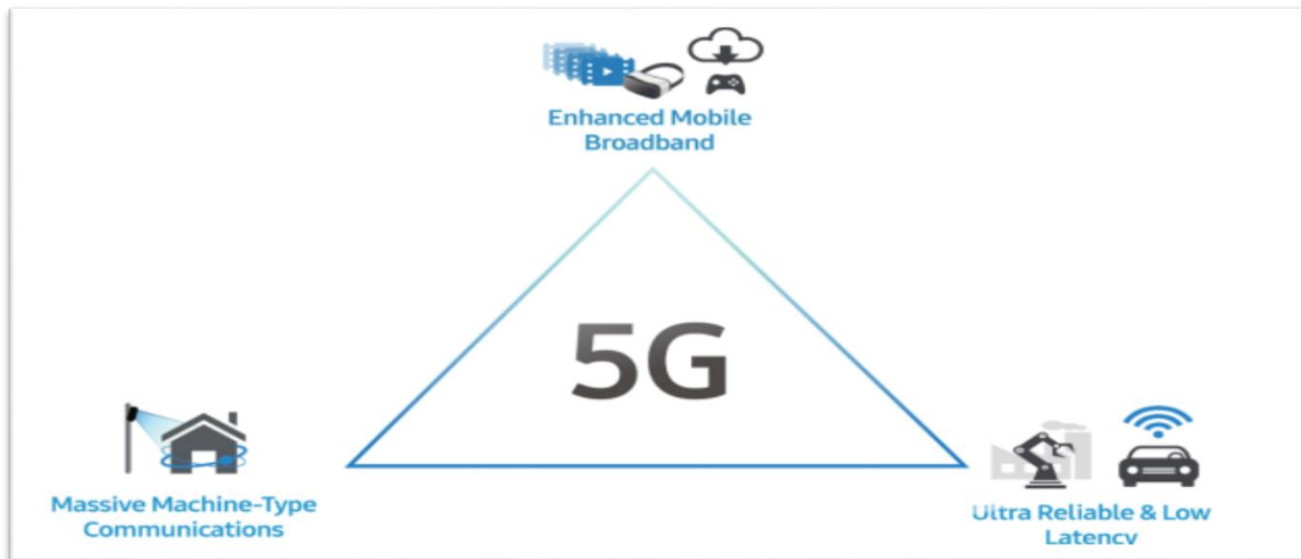 Enhanced Mobile
Broadband
5G
Massive Machine-Type
Communications
Ultra Reliable & Low
Latency